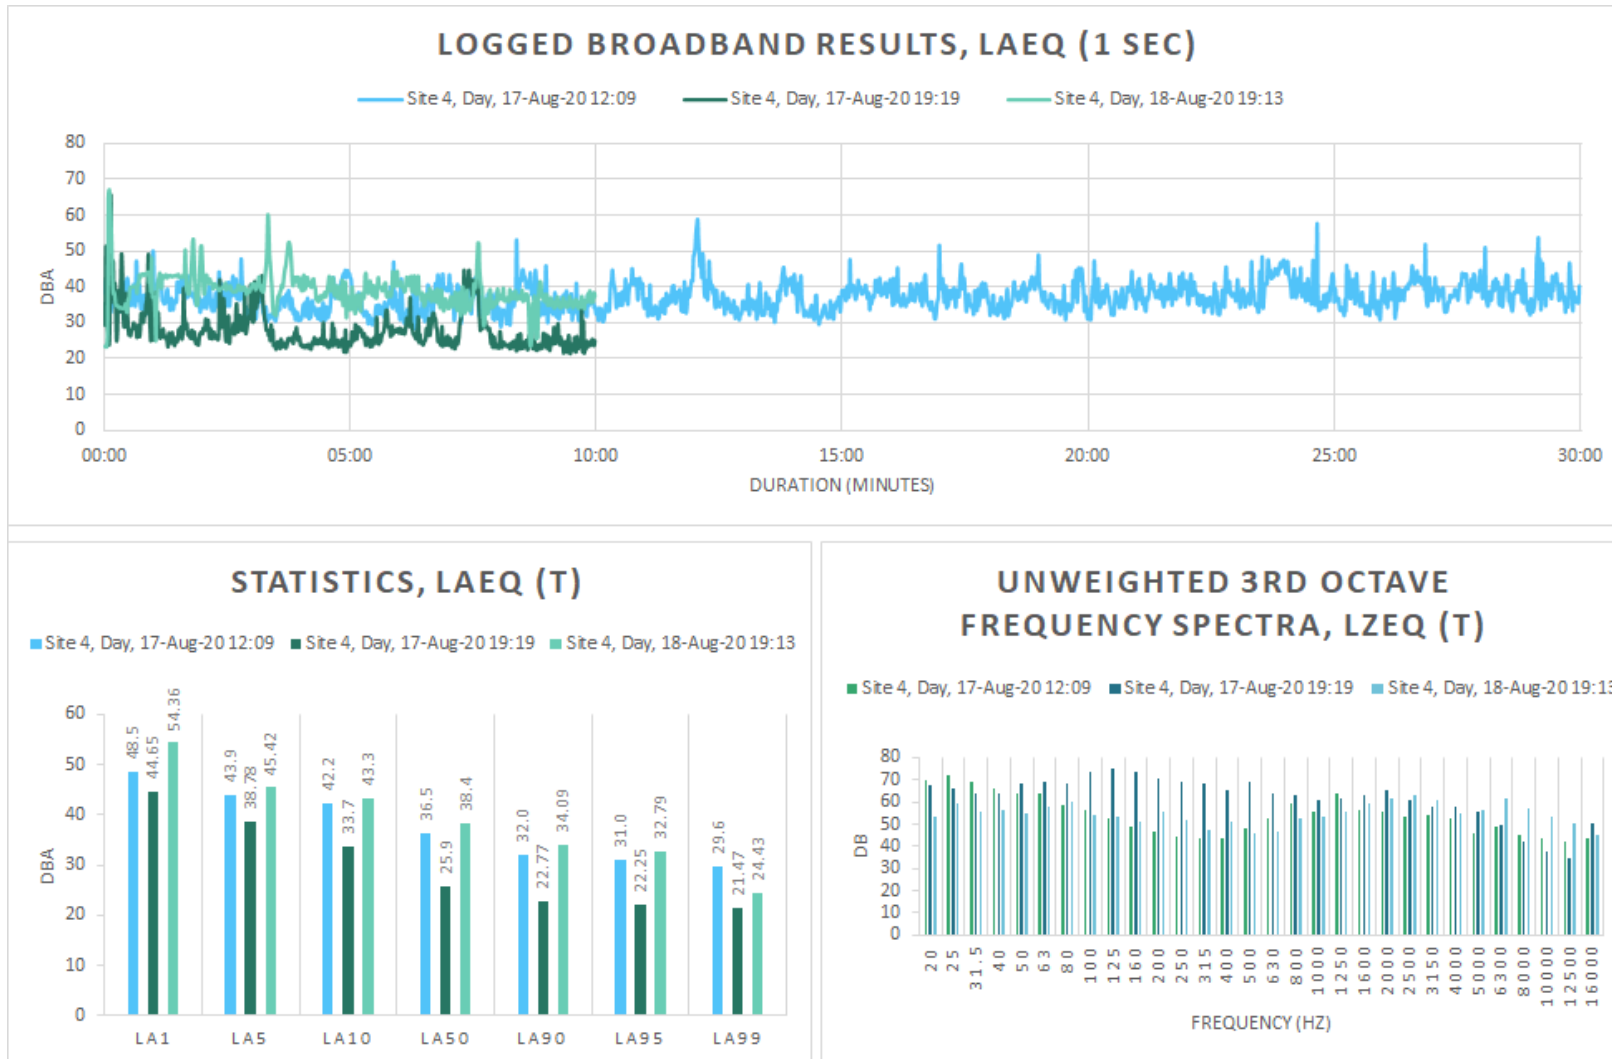 LOGGED BROADBAND RESULTS, LAEQ (1 SEC)
Site 4, Day, 17-Aug-20 12:09 Site 4, Day, 17-Aug-20 19:19 Site 4, Day, 18-Aug-20 19:13
80
70
60
50
40
30
20
10
0
DBA
00:00 05:00 10:00 15:00 20:00 25:00 30:00
DURATION (MINUTES)
STATISTICS, LAEQ (T)
Site 4, Day, 17-Aug-20 12:09 Site 4, Day, 17-Aug-20 19:19 Site 4, Day, 18-Aug-20 19:13
60
50
40
30
20
10
0
DBA
48.5 44.65 54.36 43.9 38.78 45.42 42.2 33.7 43.3 36.5 25.9 38.4 32.0 22.77 34.09 31.0 22.25 32.79 29.6 21.47 24.43
LA1 LA5 LA10 LA50 LA90 LA95 LA99
UNWEIGHTED 3RD OCTAVE
FREQUENCY SPECTRA, LZEQ (T)
Site 4, Day, 17-Aug-20 12:09 Site 4, Day, 17-Aug-20 19:19 Site 4, Day, 18-Aug-20 19:13
80
70
60
50
40
30
20
10
0
DB
20 25 31.5 40 50 63 80 100 125 160 200 250 315 400 500 630 800 1000 1250 1600 2000 2500 3150 4000 5000 6300 8000 10000 12500 16000
FREQUENCY (HZ)